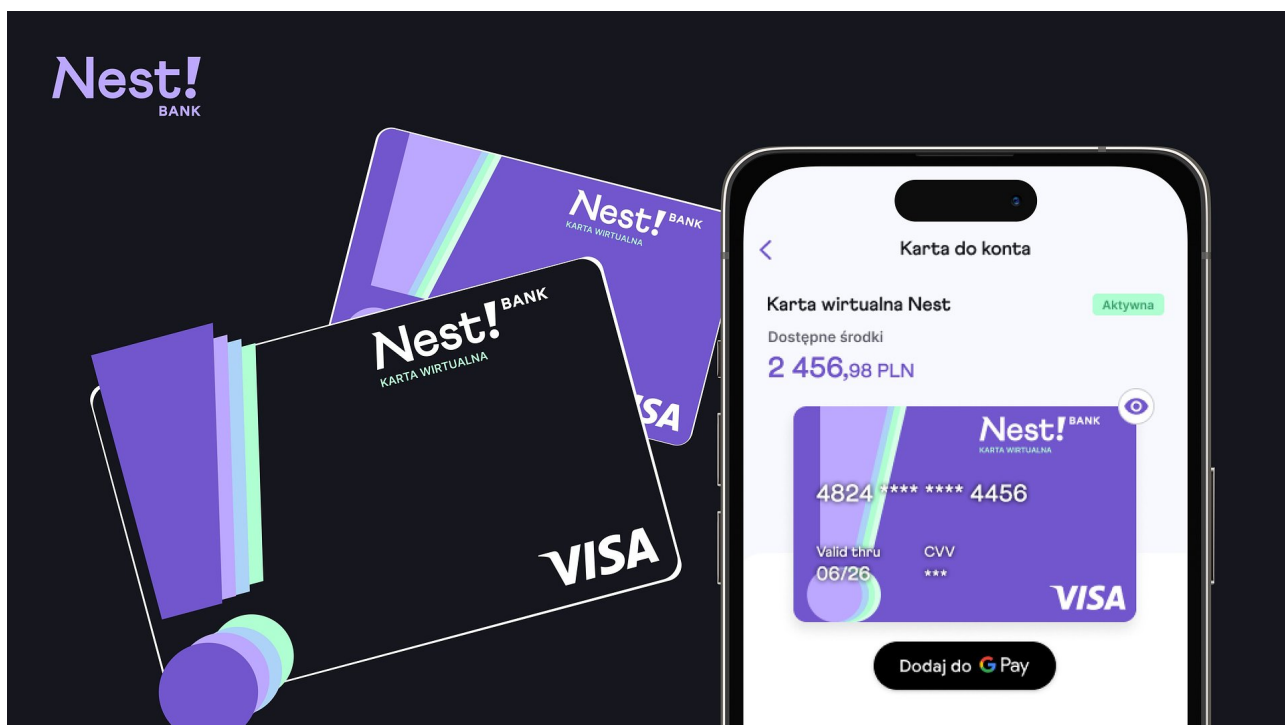 Nest!
BANK
Nest! BANK
KARTA WIRTUALNA
VISA
Nest! BANK
KARTA WIRTUALNA
VISA
Karta do konta
Karta wirtualna Nest
Aktywna
Dostępne środki
2 456,98 PLN
Nest! BANK
KARTA WIRTUALNA
4824 **** **** 4456
Valid thru CVV
06/26 ***
VISA
Dodaj do G Pay